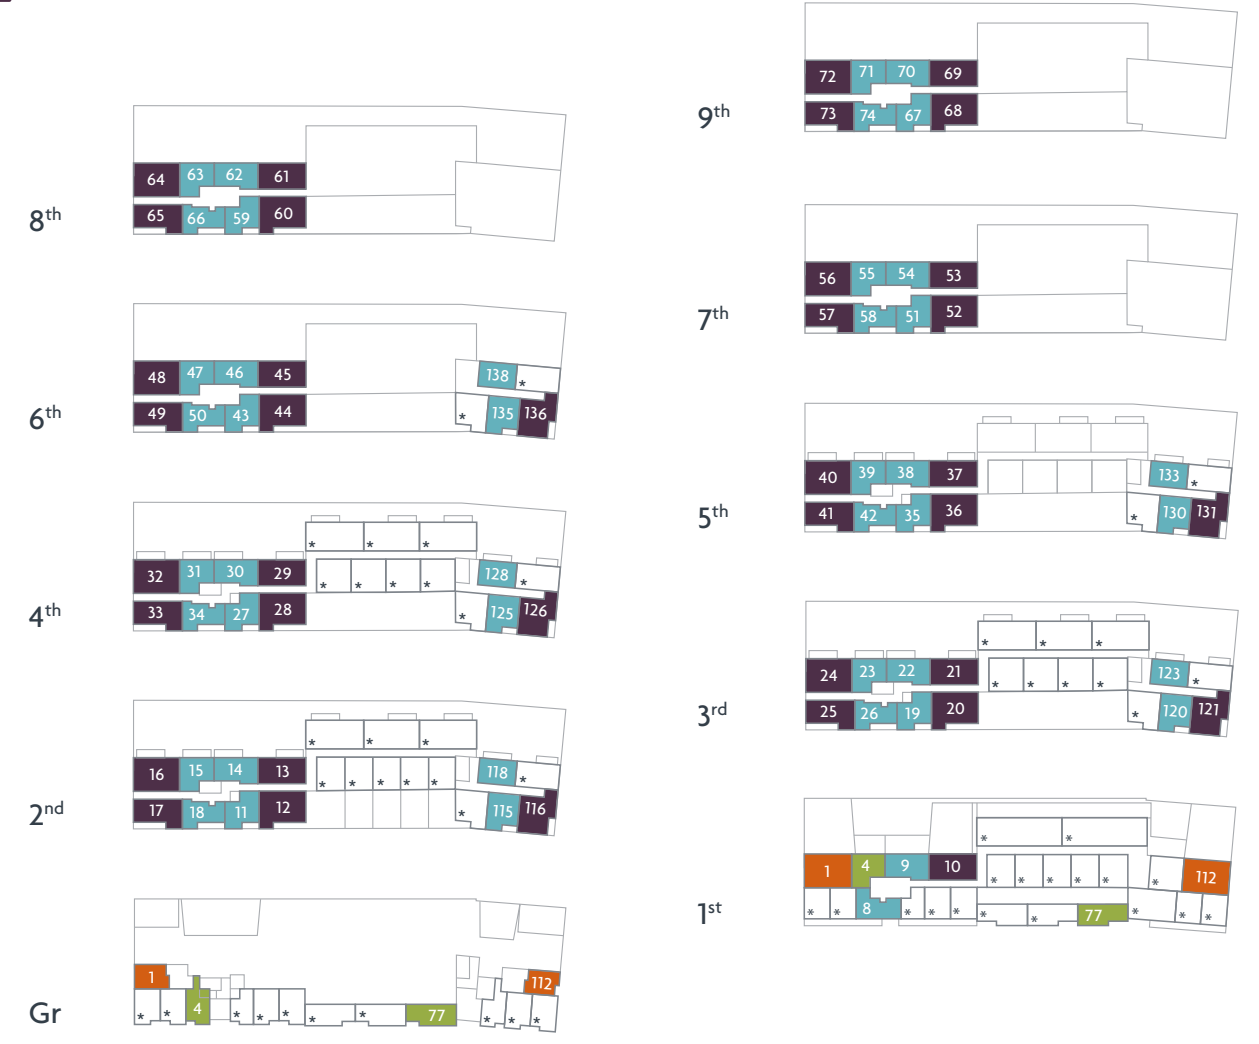 72 71 70 69
73 74 67 68
9th
64 63 62 61
65 66 59 60
8th
56 55 54 53
57 58 51 52
7th
48 47 46 45 138 *
49 50 43 44 * 135 136
6th
40 39 38 37 133 *
41 42 35 36 * 130 131
5th
* * *
32 31 30 29 * * * * 128 *
33 34 27 28 * 125 126
4th
* * *
24 23 22 21 * * * * 123 *
25 26 19 20 * 120 121
3rd
* * *
16 15 14 13 * * * * * 118 *
17 18 11 12 * 115 116
2nd
* *
1 4 9 10 * * * * * * 112
* * 8 * * * * * 77 * * *
1st
1 112
* * 4 * * * * * 77 * * *
Gr